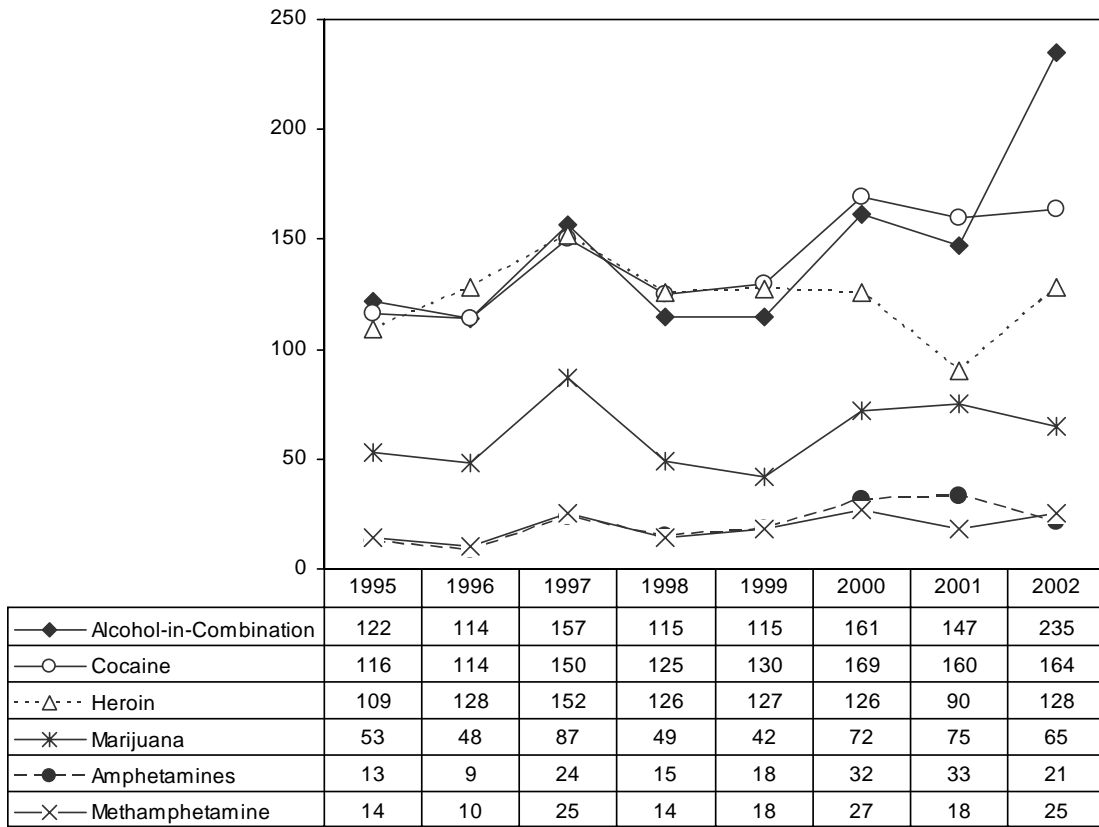 250
200
150
100
50
0
1995 1996 1997 1998 1999 2000 2001 2002
Alcohol-in-Combination 122 114 157 115 115 161 147 235
Cocaine 116 114 150 125 130 169 160 164
Heroin 109 128 152 126 127 126 90 128
Marijuana 53 48 87 49 42 72 75 65
Amphetamines 13 9 24 15 18 32 33 21
Methamphetamine 14 10 25 14 18 27 18 25